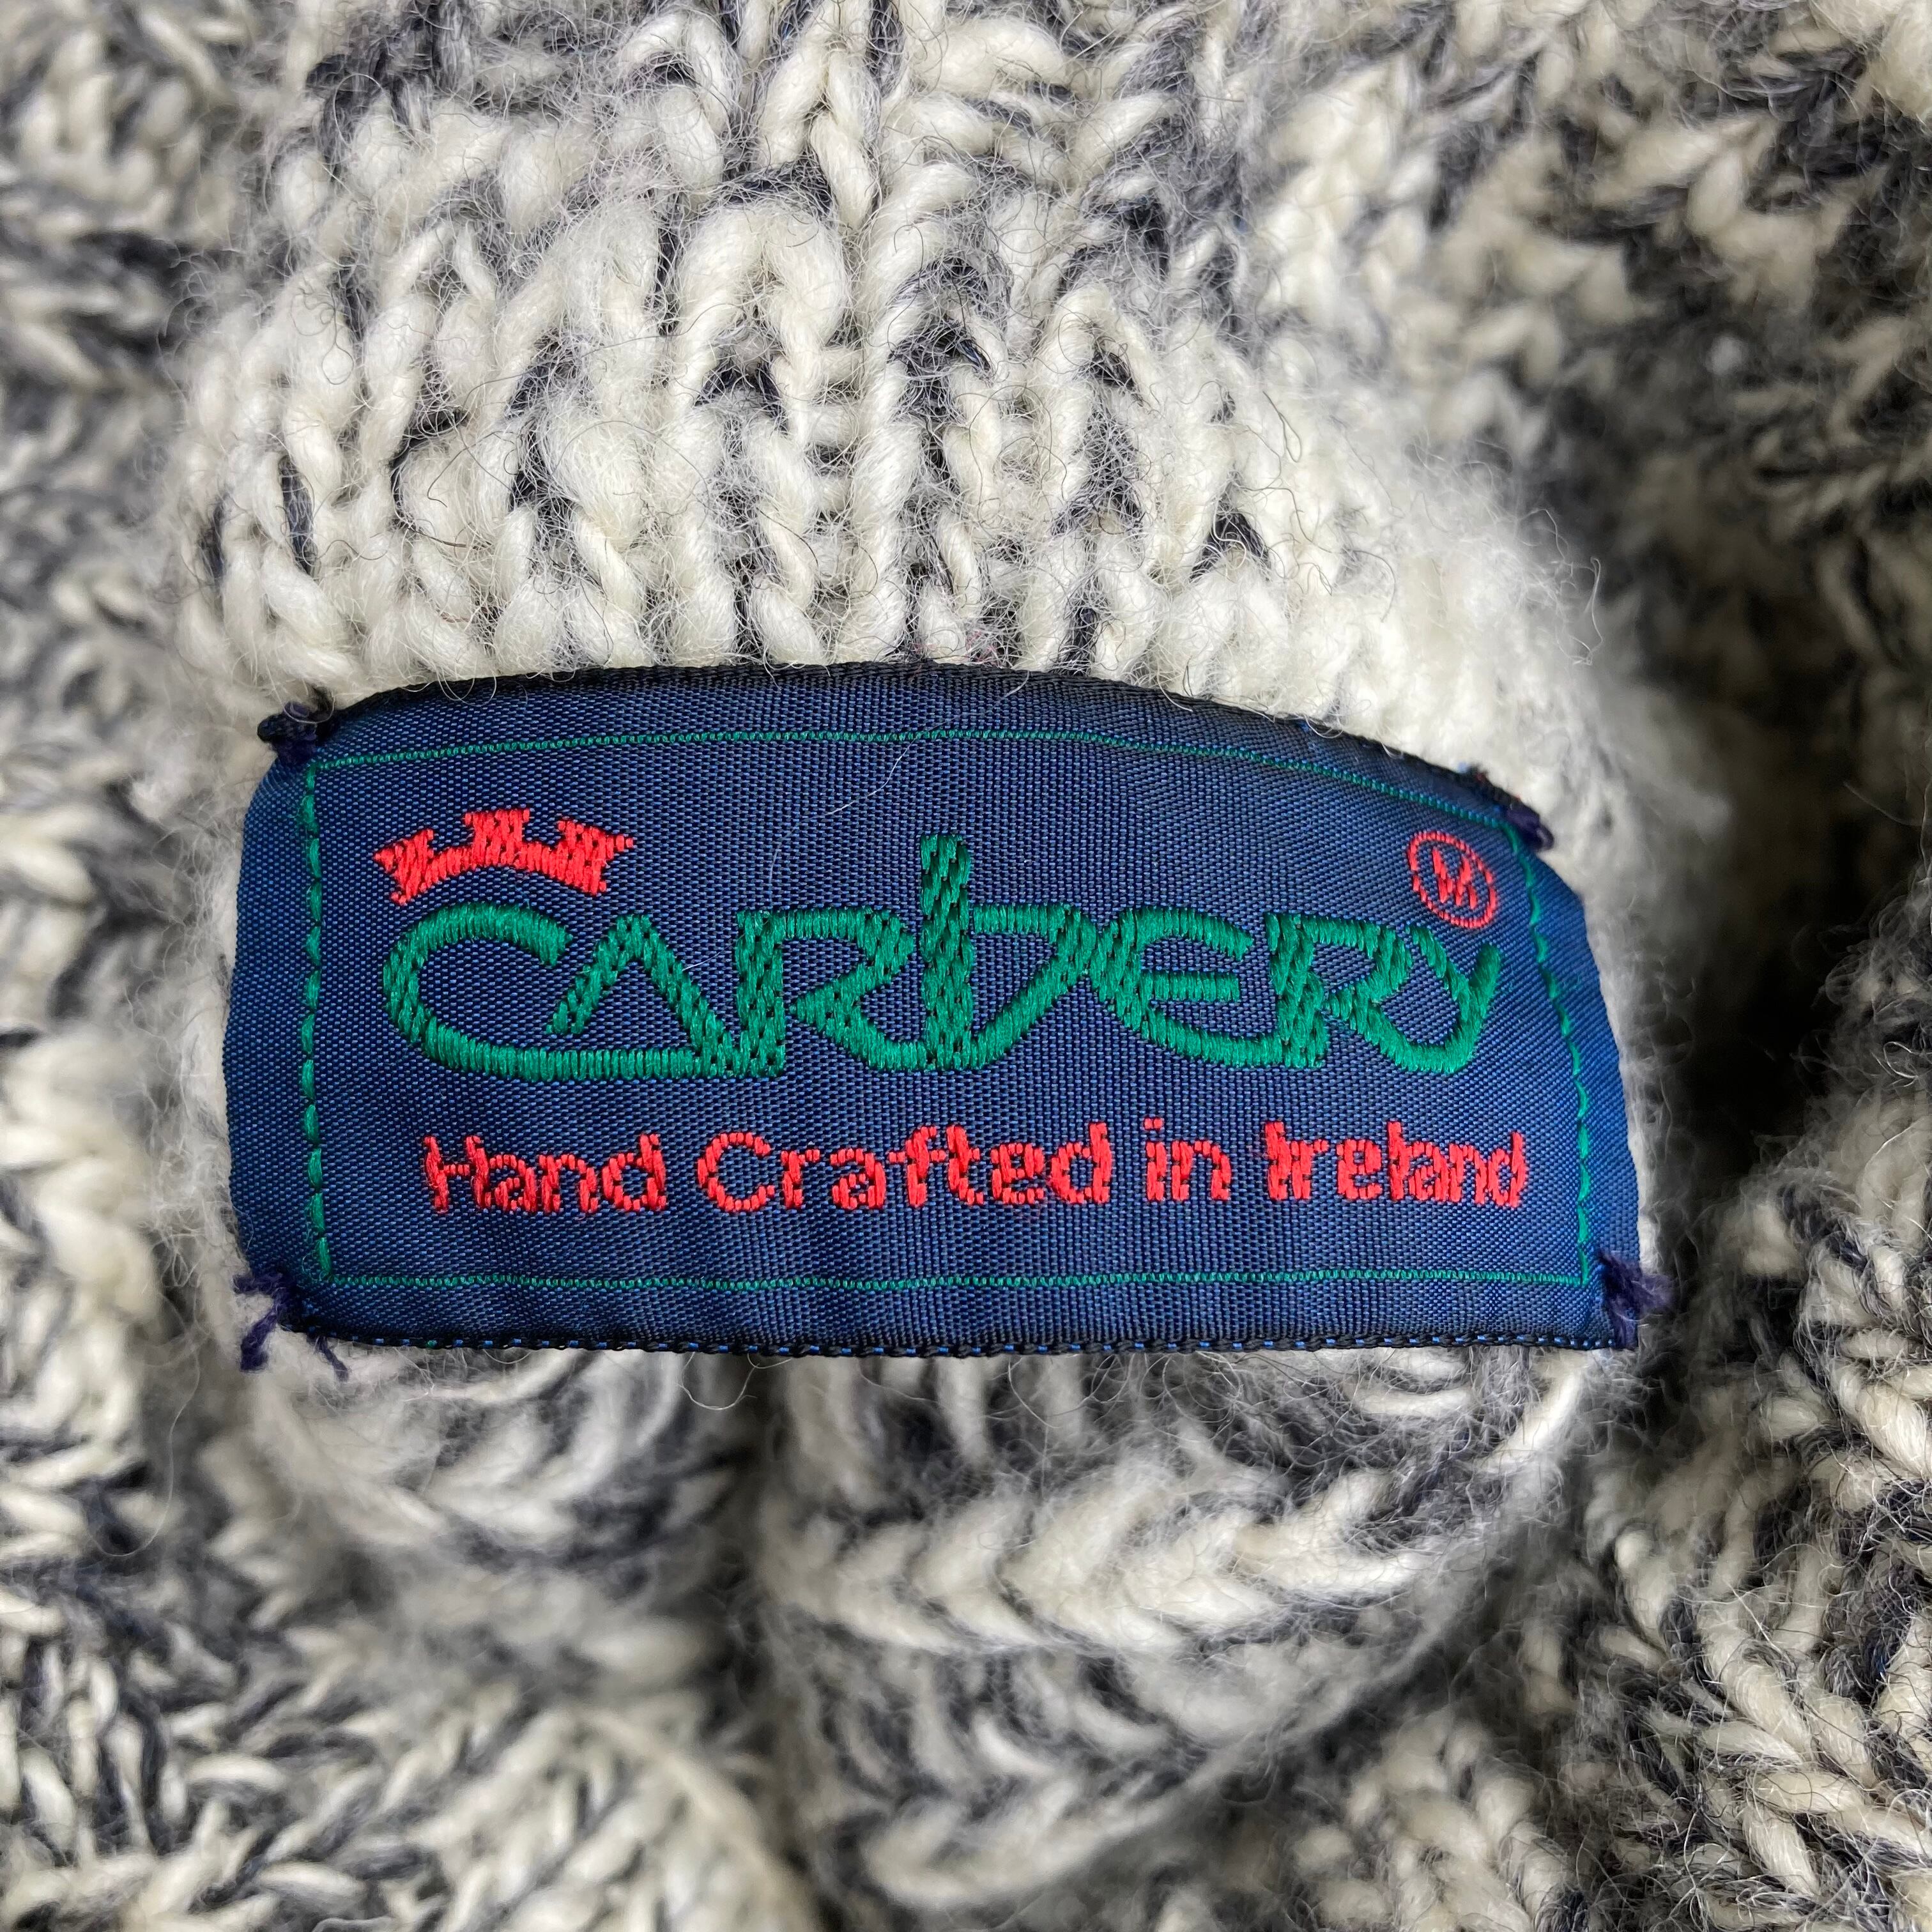 CARbERY
Hand Crafted in Ireland